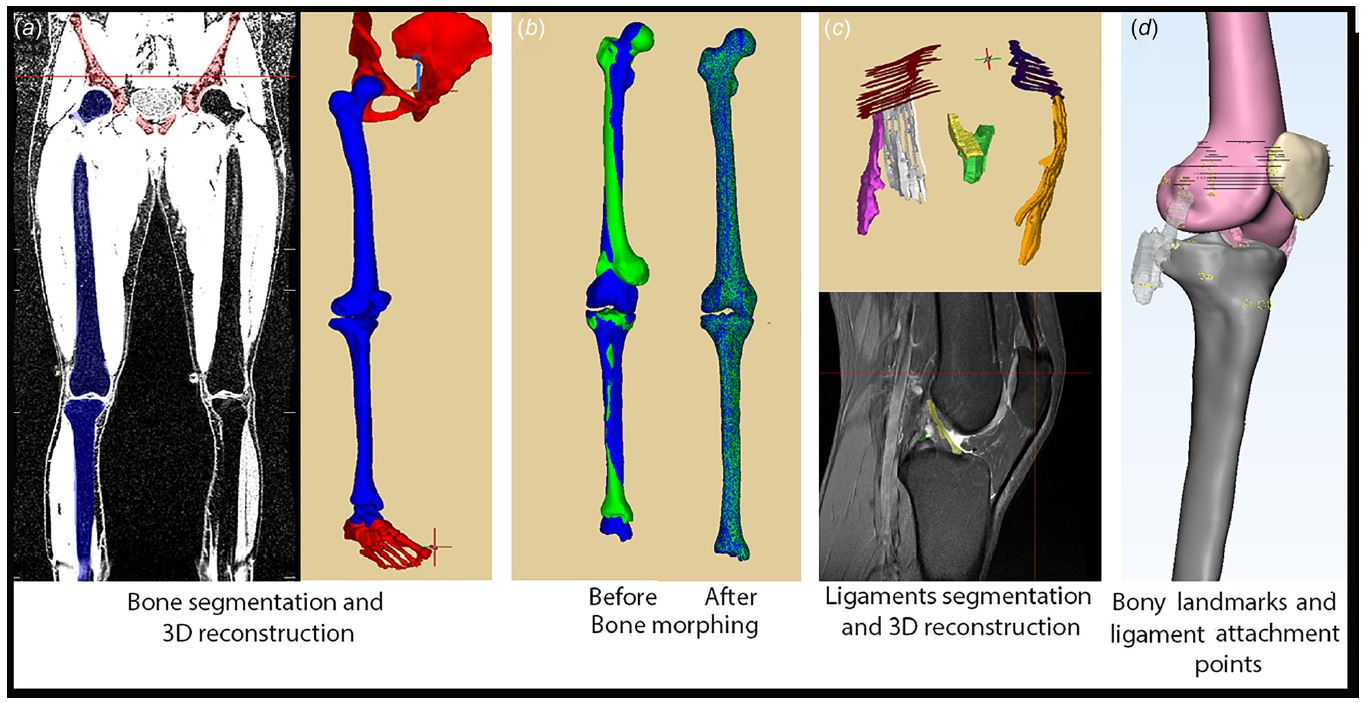 (a)
(b)
(c)
(d)
Bone segmentation and
3D reconstruction
Before After
Bone morphing
Ligaments segmentation
and 3D reconstruction
Bony landmarks and
ligament attachment
points